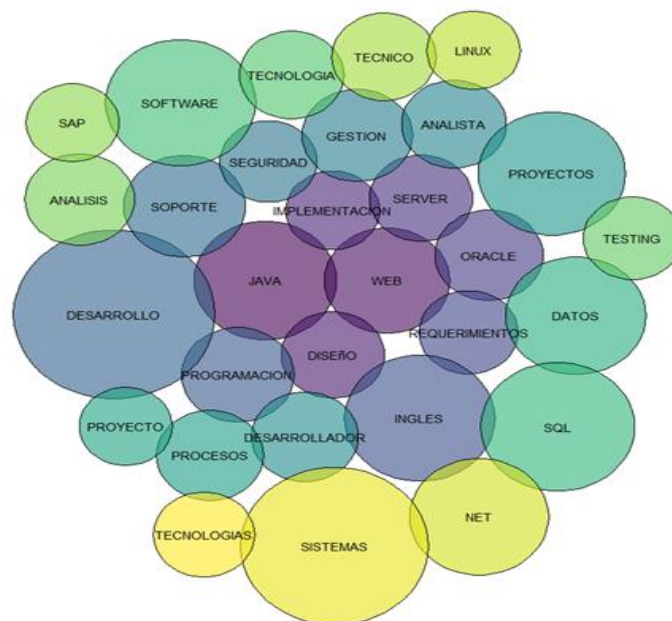 LINUX
TECNICO
TECNOLOGIA
SOFTWARE
SAP
ANALISTA
GESTION
SEGURIDAD
PROYECTOS
ANALISIS
SOPORTE
IMPLEMENTACION
SERVER
TESTING
ORACLE
JAVA
WEB
DESARROLLO
DATOS
REQUERIMIENTOS
DISEñO
PROGRAMACION
INGLES
PROYECTO
DESARROLLADOR
SQL
PROCESOS
NET
TECNOLOGIAS
SISTEMAS